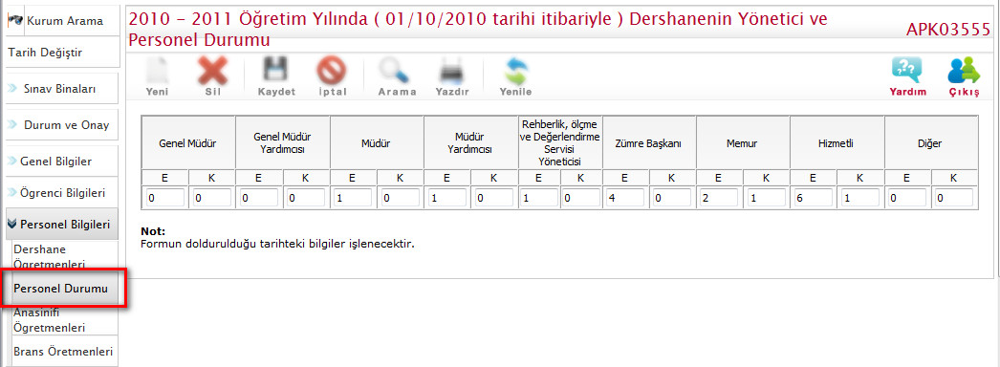 Kurum Arama
Tarih Değiştir
Sınav Binaları
Durum ve Onay
Genel Bilgiler
Ögrenci Bilgileri
Personel Bilgileri
Dershane
Ögretmenleri
Personel Durumu
Anasinifi
Ögretmenleri
Brans Öretmenleri
2010 - 2011 Öğretim Yılında ( 01/10/2010 tarihi itibariyle ) Dershanenin Yönetici ve
Personel Durumu
APK03555
Yeni Sil Kaydet İptal Arama Yazdır Yenile Yardım Çıkış
Genel Müdür
Genel Müdür
Yardımcısı
Müdür
Müdür
Yardımcısı
Rehberlik, ölçme
ve Değerlendirme
Servisi
Yöneticisi
Zümre Başkanı
Memur
Hizmetli
Diğer
E K E K E K E K E K E K E K E K E K
0 0 0 0 1 0 1 0 1 0 4 0 2 1 6 1 0 0
Not:
Formun doldurulduğu tarihteki bilgiler işlenecektir.